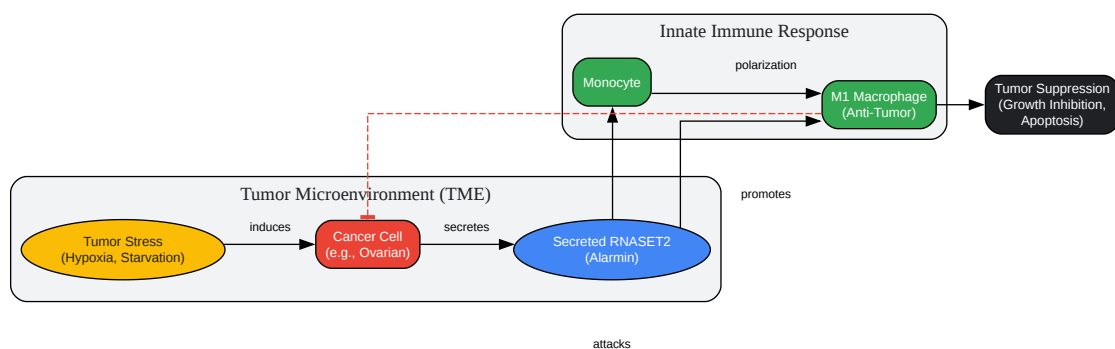 Innate Immune Response
Monocyte
polarization
M1 Macrophage
(Anti-Tumor)
Tumor Suppression
(Growth Inhibition,
Apoptosis)
Tumor Microenvironment (TME)
promotes
Tumor Stress
(Hypoxia, Starvation)
induces
Cancer Cell
(e.g., Ovarian)
secretes
Secreted RNASET2
(Alarmin)
attacks